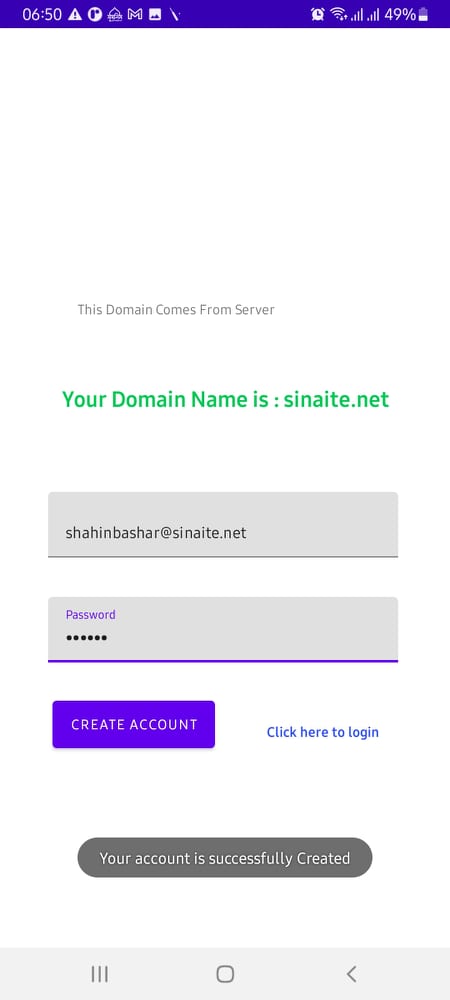 06:50
49%
This Domain Comes From Server
Your Domain Name is : sinaite.net
shahinbashar@sinaite.net
Password
••••••
CREATE ACCOUNT
Click here to login
Your account is successfully Created